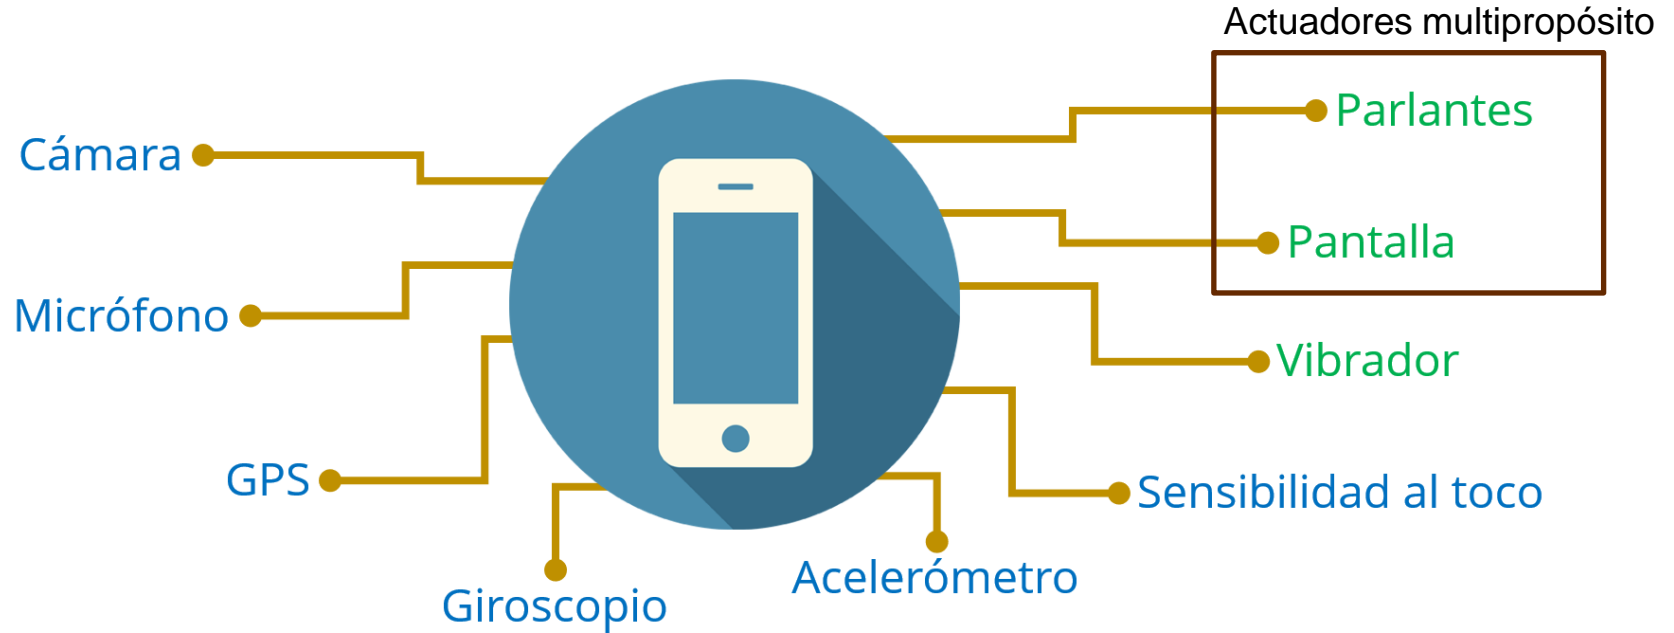 Actuadores multipropósito
Parlantes
Cámara
Pantalla
Micrófono
Vibrador
GPS
Sensibilidad al toco
Acelerómetro
Giroscopio